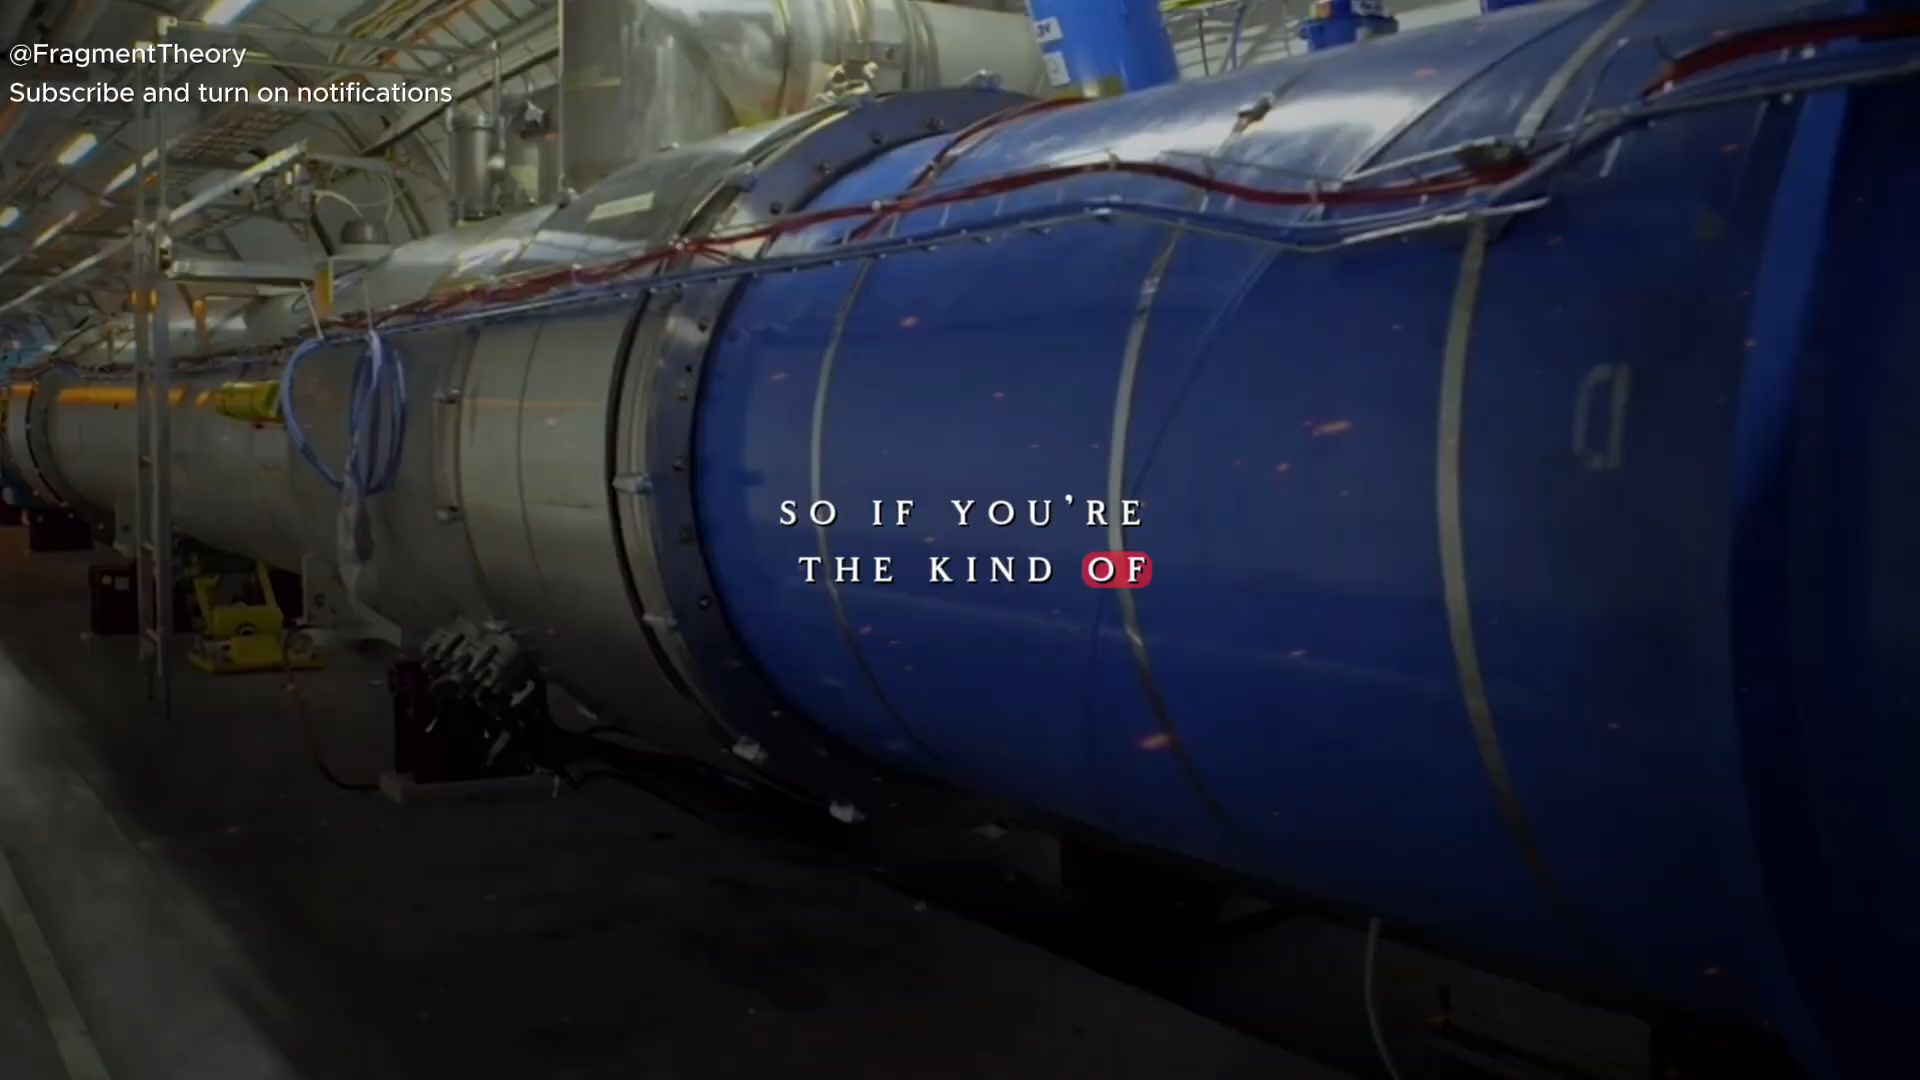 @FragmentTheory
Subscribe and turn on notifications
SO IF YOU'RE
THE KIND OF